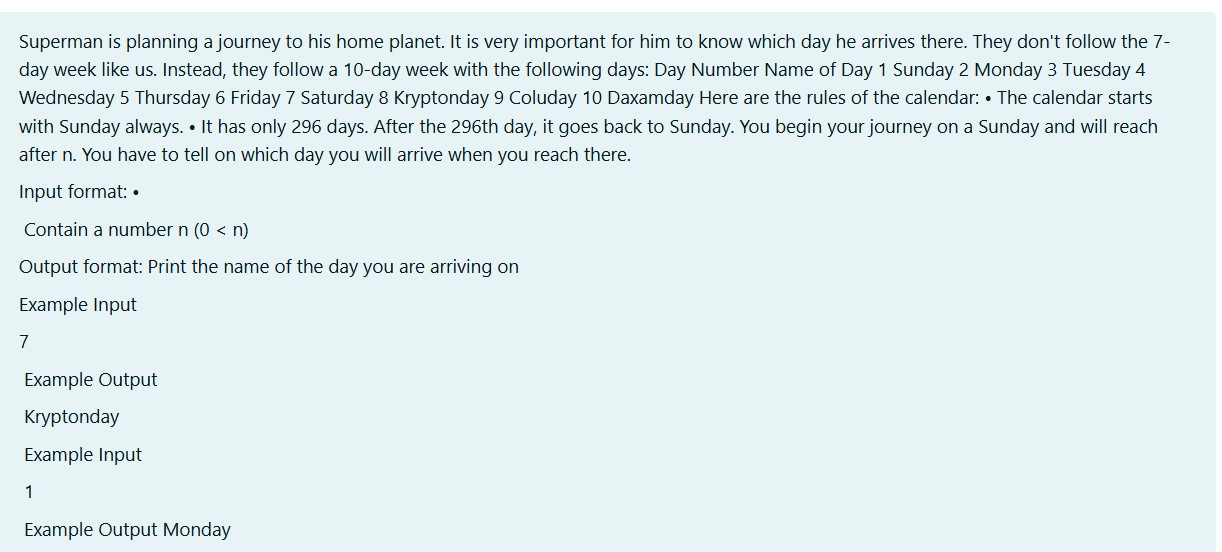 Superman is planning a journey to his home planet. It is very important for him to know which day he arrives there. They don't follow the 7-
day week like us. Instead, they follow a 10-day week with the following days: Day Number Name of Day 1 Sunday 2 Monday 3 Tuesday 4
Wednesday 5 Thursday 6 Friday 7 Saturday 8 Kryptonday 9 Coluday 10 Daxamday Here are the rules of the calendar: • The calendar starts
with Sunday always. • It has only 296 days. After the 296th day, it goes back to Sunday. You begin your journey on a Sunday and will reach
after n. You have to tell on which day you will arrive when you reach there.
Input format: •
Contain a number n (0 < n)
Output format: Print the name of the day you are arriving on
Example Input
7
Example Output
Kryptonday
Example Input
1
Example Output Monday